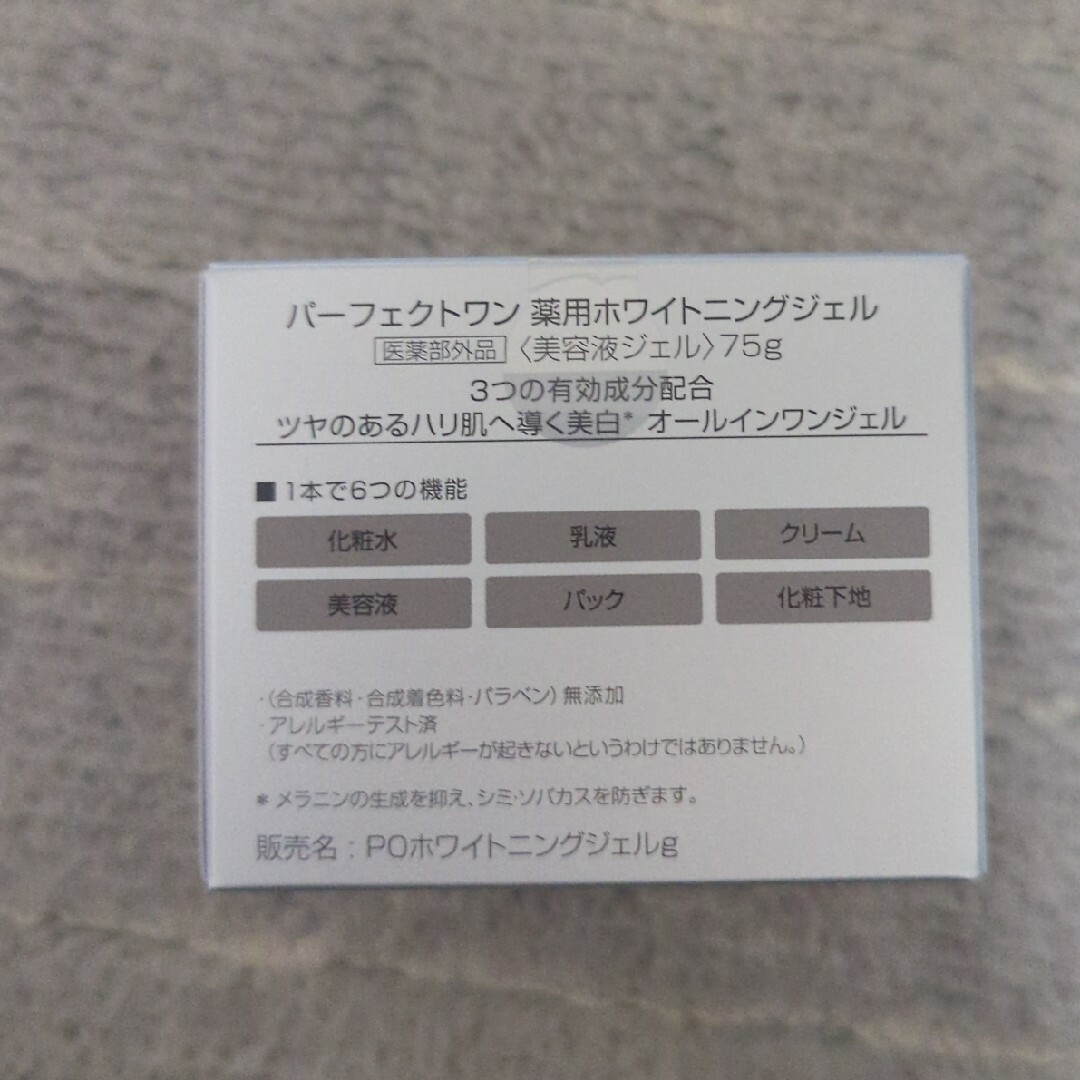 パーフェクトワン 薬用ホワイトニングジェル
医薬部外品 〈美容液ジェル〉75g
3つの有効成分配合
ツヤのあるハリ肌へ導く美白* オールインワンジェル
■ 1本で6つの機能
化粧水 乳液 クリーム
美容液 パック 化粧下地
・(合成香料・合成着色料・パラベン) 無添加
・アレルギーテスト済
(すべての方にアレルギーが起きないというわけではありません。)
* メラニンの生成を抑え、シミ・ソバカスを防ぎます。
販売名 : POホワイトニングジェルg